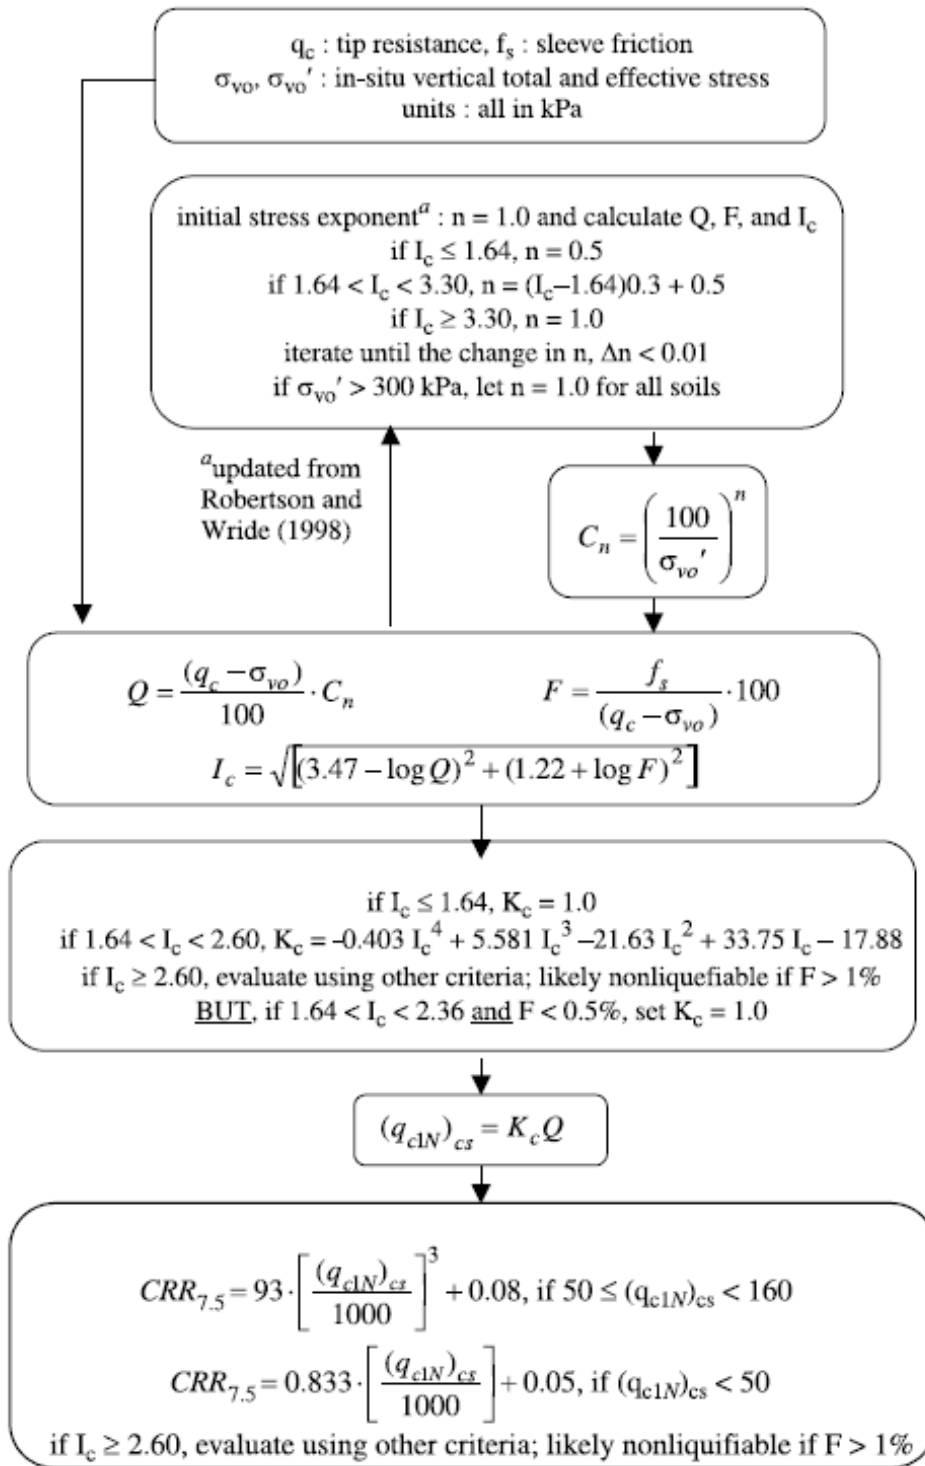 q_c : tip resistance, f_s : sleeve friction
σ_vo, σ_vo′ : in-situ vertical total and effective stress
units : all in kPa
initial stress exponent^a : n = 1.0 and calculate Q, F, and I_c
if I_c ≤ 1.64, n = 0.5
if 1.64 < I_c < 3.30, n = (I_c–1.64)0.3 + 0.5
if I_c ≥ 3.30, n = 1.0
iterate until the change in n, Δn < 0.01
if σ_vo′ > 300 kPa, let n = 1.0 for all soils
^a updated from
Robertson and
Wride (1998)
C_n = (100 / σ_vo′)^n
Q = (q_c – σ_vo) / 100 · C_n
F = f_s / (q_c – σ_vo) · 100
I_c = √[(3.47 – log Q)^2 + (1.22 + log F)^2]
if I_c ≤ 1.64, K_c = 1.0
if 1.64 < I_c < 2.60, K_c = -0.403 I_c^4 + 5.581 I_c^3 –21.63 I_c^2 + 33.75 I_c – 17.88
if I_c ≥ 2.60, evaluate using other criteria; likely nonliquefiable if F > 1%
BUT, if 1.64 < I_c < 2.36 and F < 0.5%, set K_c = 1.0
(q_c1N)_cs = K_c Q
CRR_7.5 = 93 · [(q_c1N)_cs / 1000]^3 + 0.08, if 50 ≤ (q_c1N)_cs < 160
CRR_7.5 = 0.833 · [(q_c1N)_cs / 1000] + 0.05, if (q_c1N)_cs < 50
if I_c ≥ 2.60, evaluate using other criteria; likely nonliquifiable if F > 1%